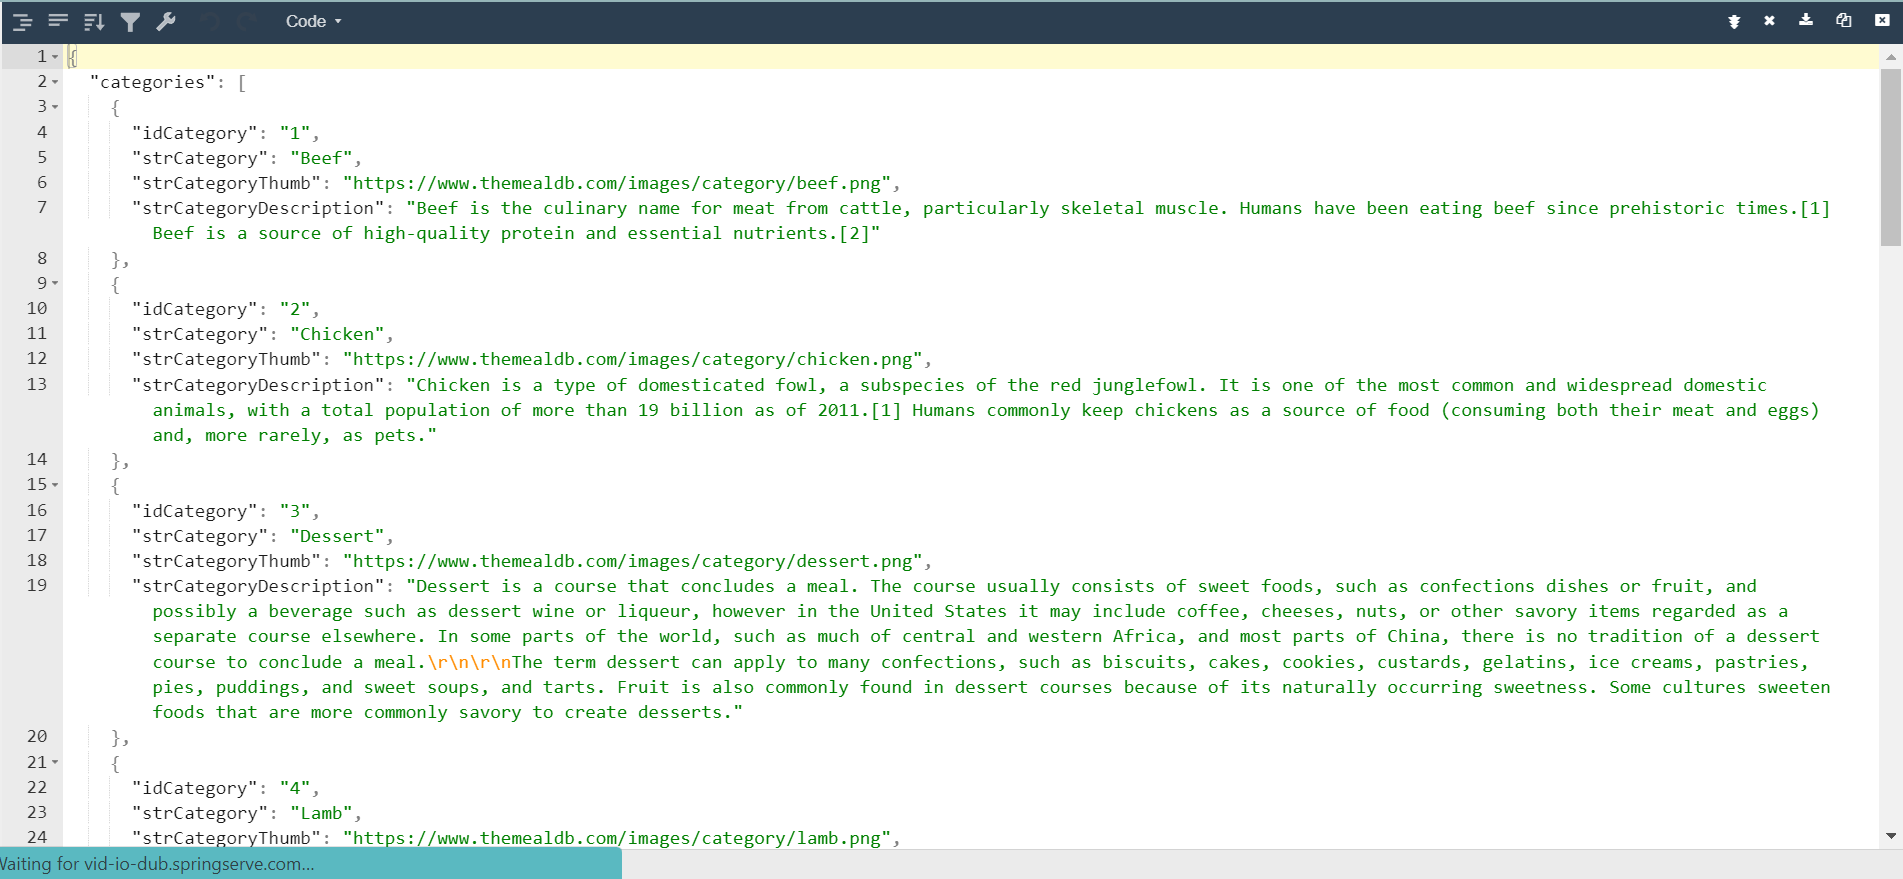 Code
1 {
2 "categories": [
3 {
4 "idCategory": "1",
5 "strCategory": "Beef",
6 "strCategoryThumb": "https://www.themealdb.com/images/category/beef.png",
7 "strCategoryDescription": "Beef is the culinary name for meat from cattle, particularly skeletal muscle. Humans have been eating beef since prehistoric times.[1]
Beef is a source of high-quality protein and essential nutrients.[2]"
8 },
9 {
10 "idCategory": "2",
11 "strCategory": "Chicken",
12 "strCategoryThumb": "https://www.themealdb.com/images/category/chicken.png",
13 "strCategoryDescription": "Chicken is a type of domesticated fowl, a subspecies of the red junglefowl. It is one of the most common and widespread domestic
animals, with a total population of more than 19 billion as of 2011.[1] Humans commonly keep chickens as a source of food (consuming both their meat and eggs)
and, more rarely, as pets."
14 },
15 {
16 "idCategory": "3",
17 "strCategory": "Dessert",
18 "strCategoryThumb": "https://www.themealdb.com/images/category/dessert.png",
19 "strCategoryDescription": "Dessert is a course that concludes a meal. The course usually consists of sweet foods, such as confections dishes or fruit, and
possibly a beverage such as dessert wine or liqueur, however in the United States it may include coffee, cheeses, nuts, or other savory items regarded as a
separate course elsewhere. In some parts of the world, such as much of central and western Africa, and most parts of China, there is no tradition of a dessert
course to conclude a meal.\r\n\r\nThe term dessert can apply to many confections, such as biscuits, cakes, cookies, custards, gelatins, ice creams, pastries,
pies, puddings, and sweet soups, and tarts. Fruit is also commonly found in dessert courses because of its naturally occurring sweetness. Some cultures sweeten
foods that are more commonly savory to create desserts."
20 },
21 {
22 "idCategory": "4",
23 "strCategory": "Lamb",
24 "strCategoryThumb": "https://www.themealdb.com/images/category/lamb.png",
Waiting for vid-io-dub.springserve.com...